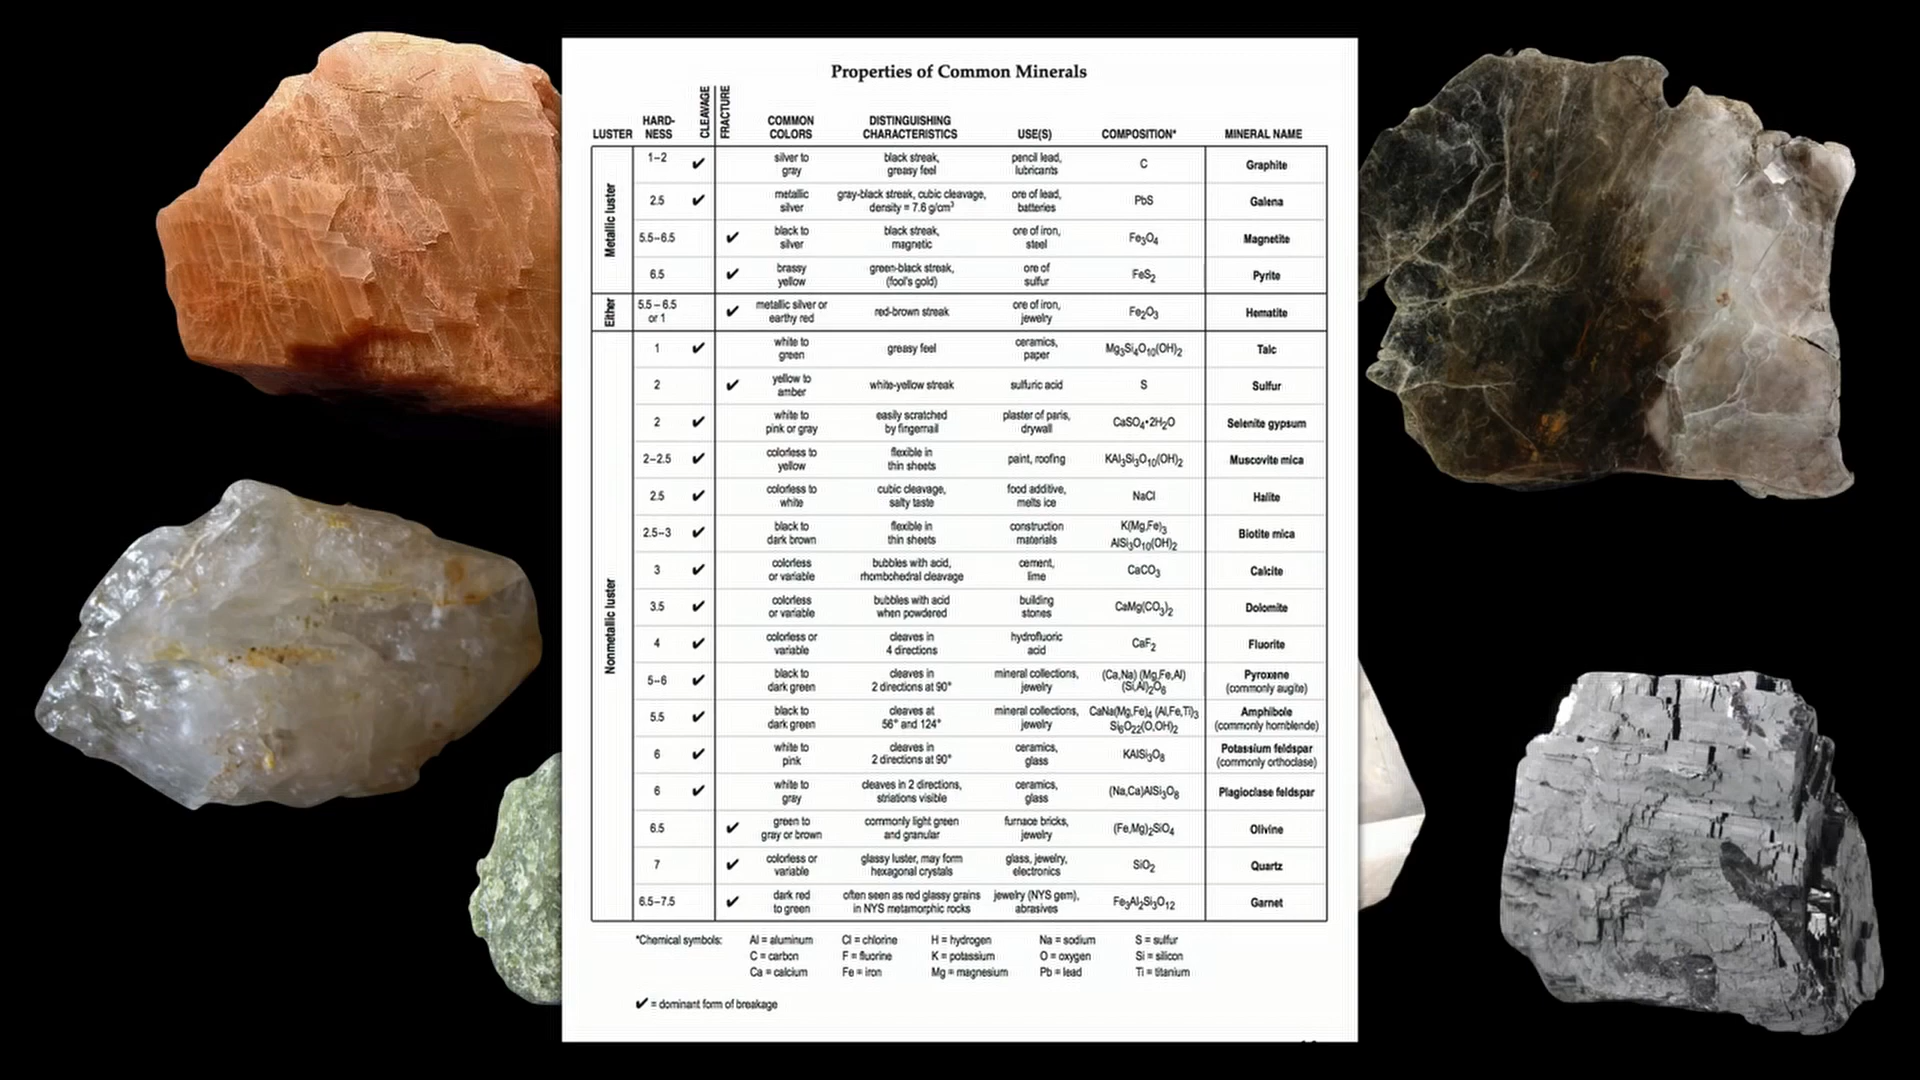 Properties of Common Minerals
LUSTER HARD-NESS CLEAVAGE FRACTURE COMMON COLORS DISTINGUISHING CHARACTERISTICS USE(S) COMPOSITION* MINERAL NAME
Metallic luster
1–2 ✔ silver to gray black streak, greasy feel pencil lead, lubricants C Graphite
2.5 ✔ metallic silver gray-black streak, cubic cleavage, density = 7.6 g/cm³ ore of lead, batteries PbS Galena
5.5–6.5 ✔ black to silver black streak, magnetic ore of iron, steel Fe₃O₄ Magnetite
6.5 ✔ brassy yellow green-black streak, (fool's gold) ore of sulfur FeS₂ Pyrite
Either
5.5 – 6.5 or 1 ✔ metallic silver or earthy red red-brown streak ore of iron, jewelry Fe₂O₃ Hematite
Nonmetallic luster
1 ✔ white to green greasy feel ceramics, paper Mg₃Si₄O₁₀(OH)₂ Talc
2 ✔ yellow to amber white-yellow streak sulfuric acid S Sulfur
2 ✔ white to pink or gray easily scratched by fingernail plaster of paris, drywall CaSO₄•2H₂O Selenite gypsum
2–2.5 ✔ colorless to yellow flexible in thin sheets paint, roofing KAl₃Si₃O₁₀(OH)₂ Muscovite mica
2.5 ✔ colorless to white cubic cleavage, salty taste food additive, melts ice NaCl Halite
2.5–3 ✔ black to dark brown flexible in thin sheets construction materials K(Mg,Fe)₃ AlSi₃O₁₀(OH)₂ Biotite mica
3 ✔ colorless or variable bubbles with acid, rhombohedral cleavage cement, lime CaCO₃ Calcite
3.5 ✔ colorless or variable bubbles with acid when powdered building stones CaMg(CO₃)₂ Dolomite
4 ✔ colorless or variable cleaves in 4 directions hydrofluoric acid CaF₂ Fluorite
5–6 ✔ black to dark green cleaves in 2 directions at 90° mineral collections, jewelry (Ca,Na) (Mg,Fe,Al) (Si,Al)₂O₆ Pyroxene (commonly augite)
5.5 ✔ black to dark green cleaves at 56° and 124° mineral collections, jewelry CaNa(Mg,Fe)₄ (Al,Fe,Ti)₃ Si₆O₂₂(O,OH)₂ Amphibole (commonly hornblende)
6 ✔ white to pink cleaves in 2 directions at 90° ceramics, glass KAlSi₃O₈ Potassium feldspar (commonly orthoclase)
6 ✔ white to gray cleaves in 2 directions, striations visible ceramics, glass (Na,Ca)AlSi₃O₈ Plagioclase feldspar
6.5 ✔ green to gray or brown commonly light green and granular furnace bricks, jewelry (Fe,Mg)₂SiO₄ Olivine
7 ✔ colorless or variable glassy luster, may form hexagonal crystals glass, jewelry, electronics SiO₂ Quartz
6.5–7.5 ✔ dark red to green often seen as red glassy grains in NYS metamorphic rocks jewelry (NYS gem), abrasives Fe₃Al₂Si₃O₁₂ Garnet
*Chemical symbols: Al = aluminum Cl = chlorine H = hydrogen Na = sodium S = sulfur
C = carbon F = fluorine K = potassium O = oxygen Si = silicon
Ca = calcium Fe = iron Mg = magnesium Pb = lead Ti = titanium
✔ = dominant form of breakage